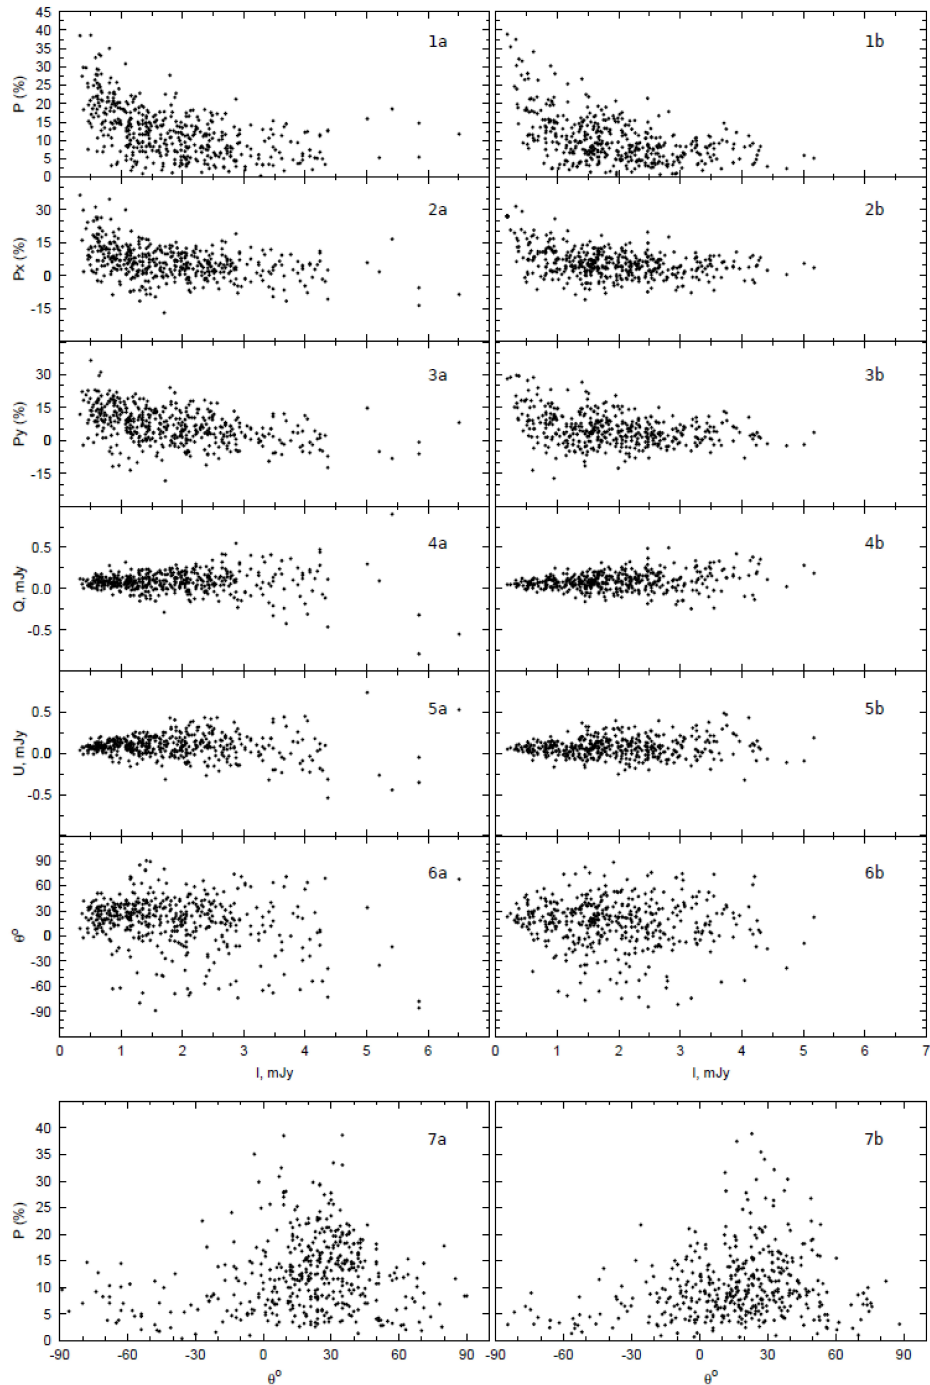 45
40
35
30
25
20
15
10
5
0
P (%)
1a
1b
30
15
0
-15
Px (%)
2a
2b
30
15
0
-15
Py (%)
3a
3b
0.5
0.0
-0.5
Q, mJy
4a
4b
0.5
0.0
-0.5
U, mJy
5a
5b
90
60
30
0
-30
-60
-90
θº
6a
6b
0 1 2 3 4 5 6 0 1 2 3 4 5 6 7
I, mJy I, mJy
45
40
35
30
25
20
15
10
5
0
P (%)
7a
7b
-90 -60 -30 0 30 60 90 -90 -60 -30 0 30 60 90
θº θº